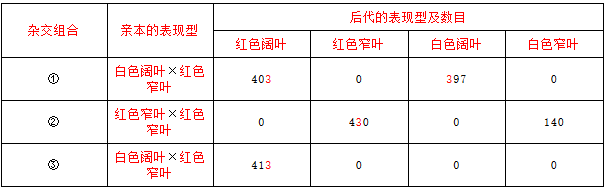 杂交组合 亲本的表现型 后代的表现型及数目
红色阔叶 红色窄叶 白色阔叶 白色窄叶
① 白色阔叶×红色窄叶 403 0 397 0
② 红色窄叶×红色窄叶 0 430 0 140
③ 白色阔叶×红色窄叶 413 0 0 0